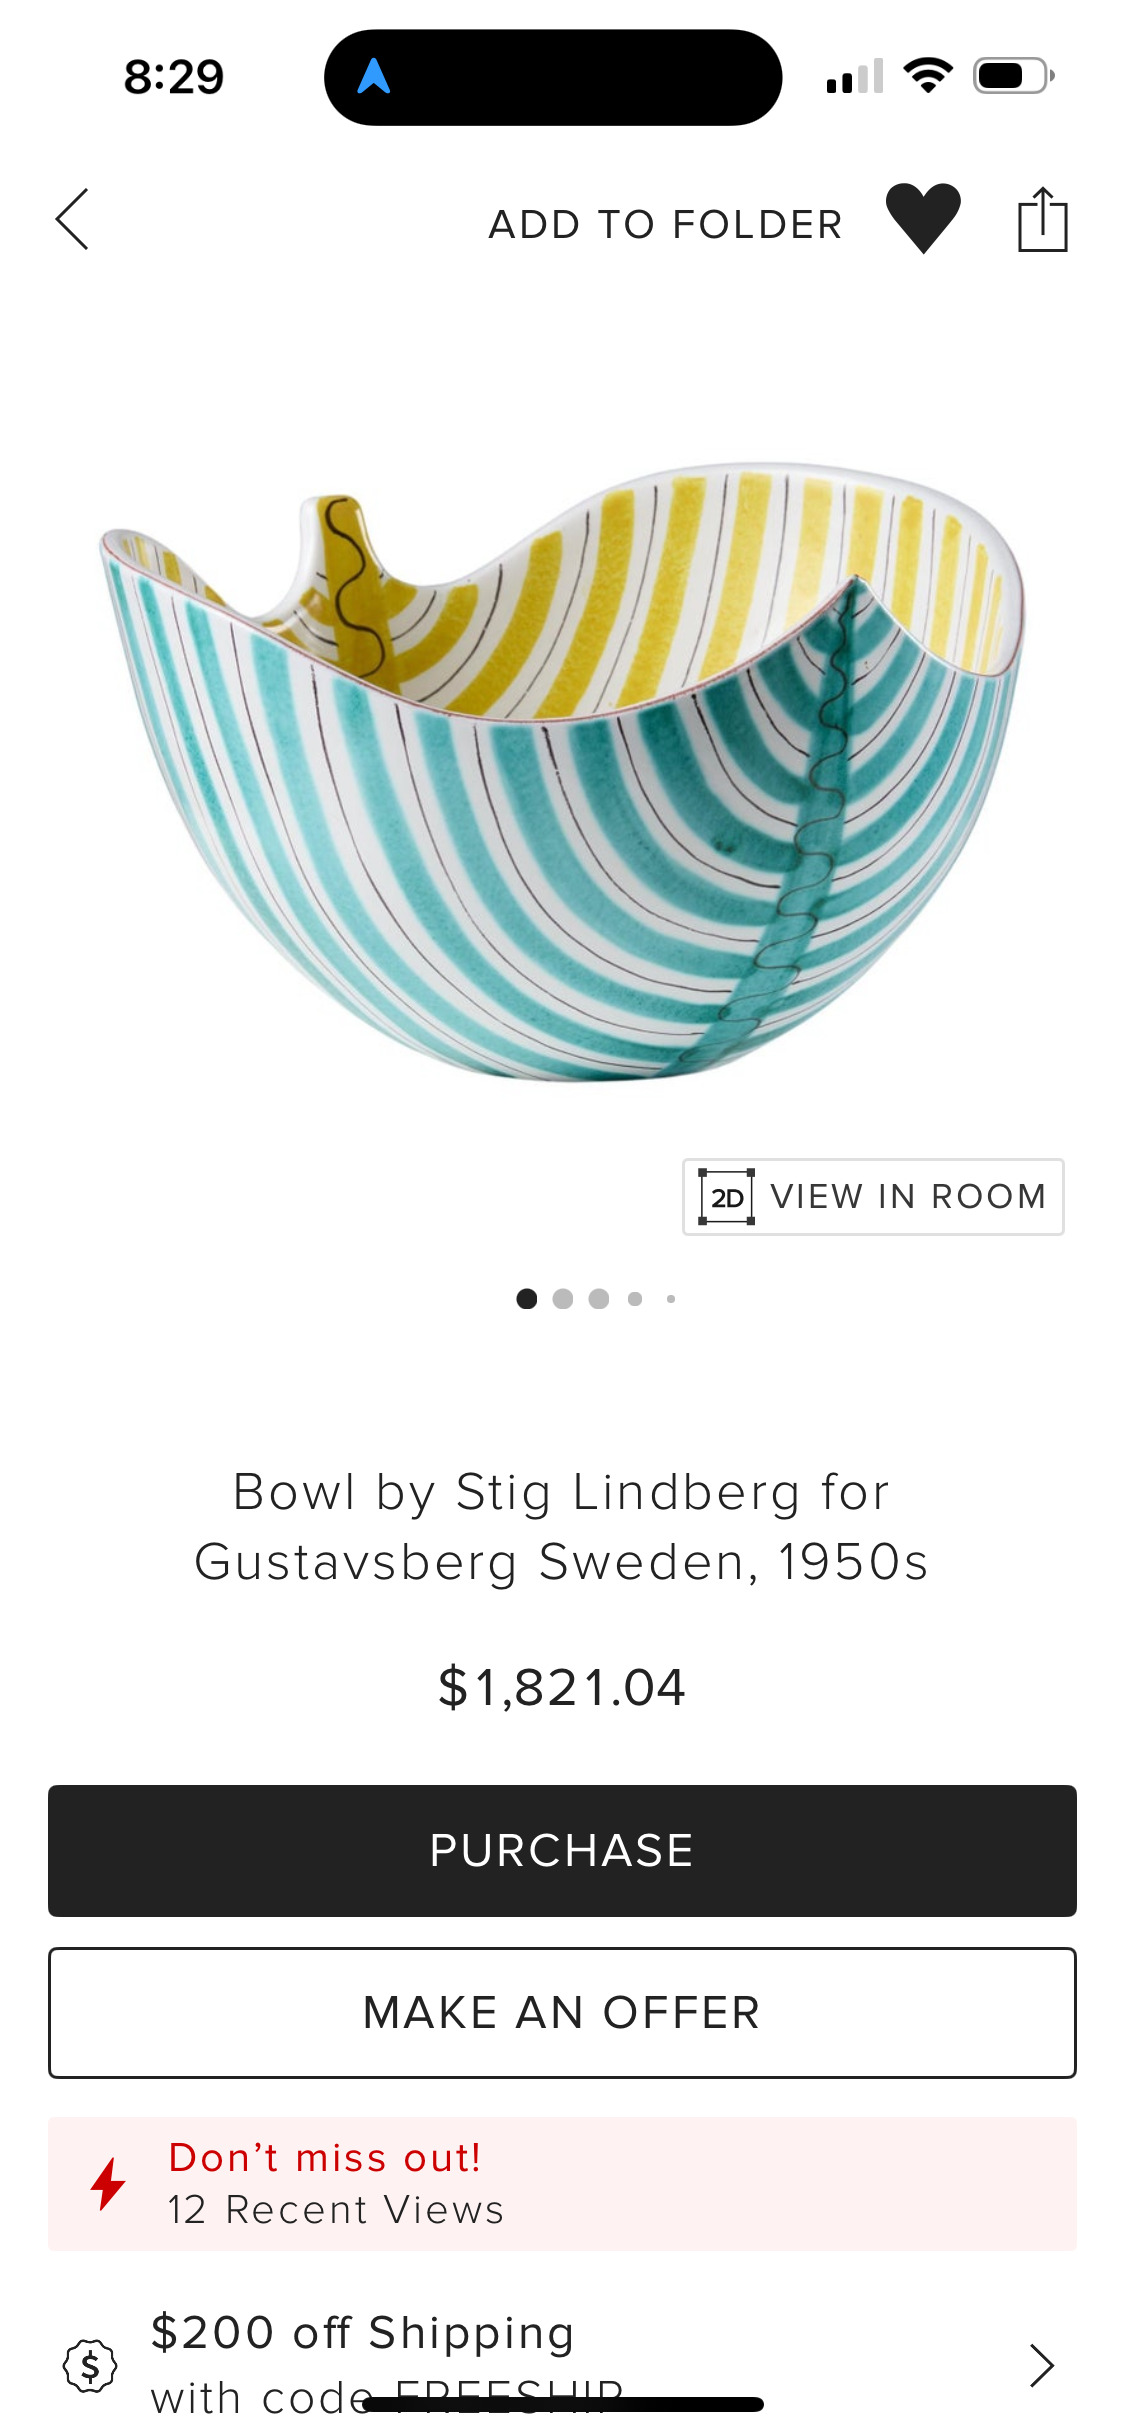 8:29
ADD TO FOLDER
2D VIEW IN ROOM
Bowl by Stig Lindberg for
Gustavsberg Sweden, 1950s
$1,821.04
PURCHASE
MAKE AN OFFER
Don’t miss out!
12 Recent Views
$200 off Shipping
with code FREESHIP